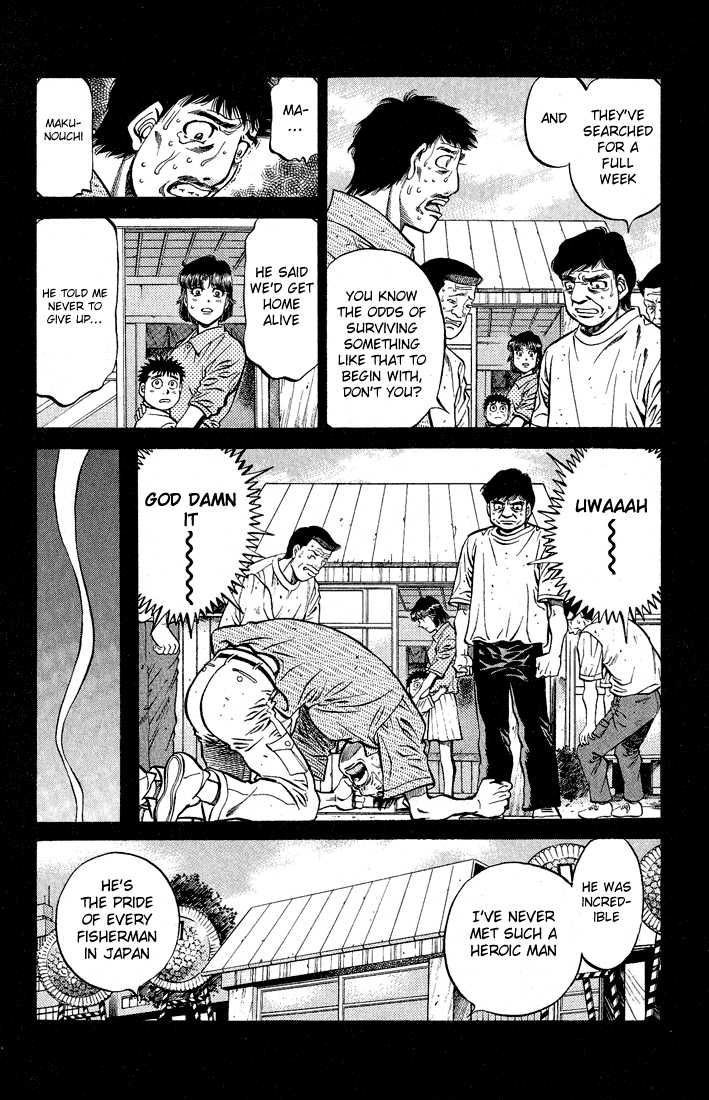 THEY'VE
SEARCHED
FOR A
FULL
WEEK
AND
YOU KNOW
THE ODDS OF
SURVIVING
SOMETHING
LIKE THAT TO
BEGIN WITH,
DON'T YOU?
MA-
...
MAKU-
NOUCHI
HE SAID
WE'D GET
HOME
ALIVE
HE TOLD ME
NEVER TO
GIVE UP...
UWAAAH
GOD DAMN
IT
HE WAS
INCRED-
IBLE
I'VE NEVER
MET SUCH A
HEROIC MAN
HE'S
THE PRIDE
OF EVERY
FISHERMAN
IN JAPAN